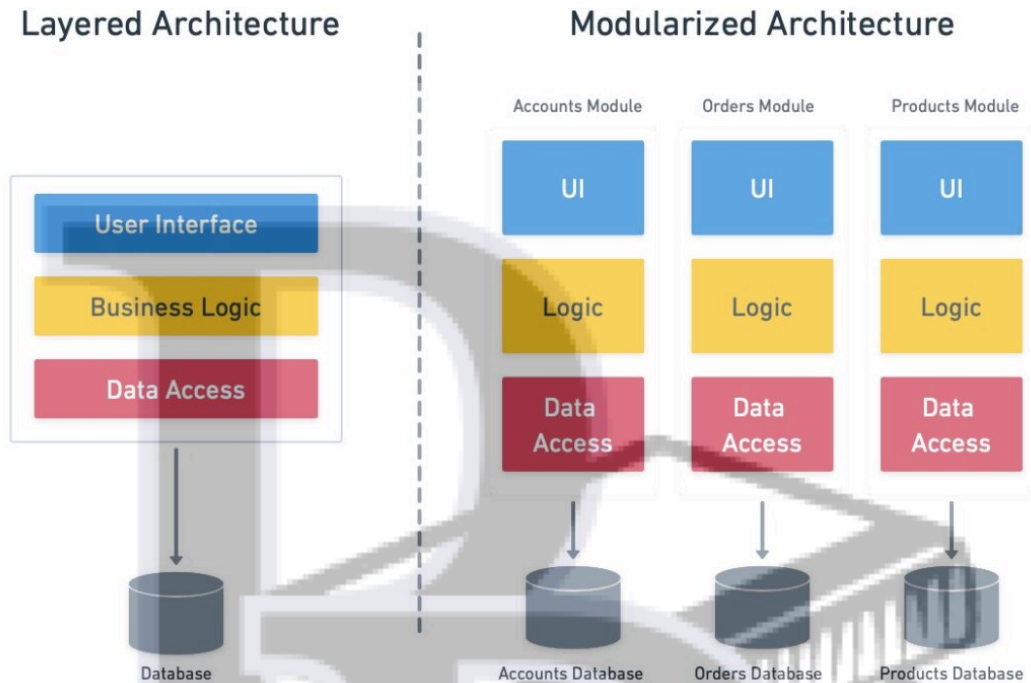 Layered Architecture
Modularized Architecture
Accounts Module
Orders Module
Products Module
User Interface
Business Logic
Data Access
UI
UI
UI
Logic
Logic
Logic
Data
Access
Data
Access
Data
Access
Database
Accounts Database
Orders Database
Products Database